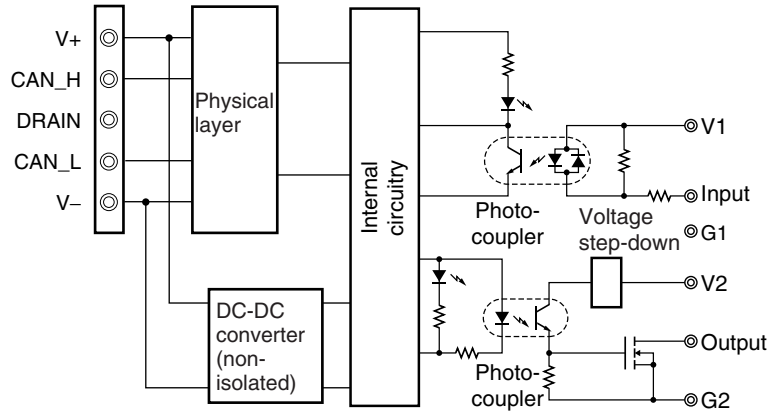 V+
CAN_H
DRAIN
CAN_L
V–
Physical
layer
DC-DC
converter
(non-
isolated)
Internal
circuitry
Photo-
coupler
Voltage
step-down
Photo-
coupler
V1
Input
G1
V2
Output
G2